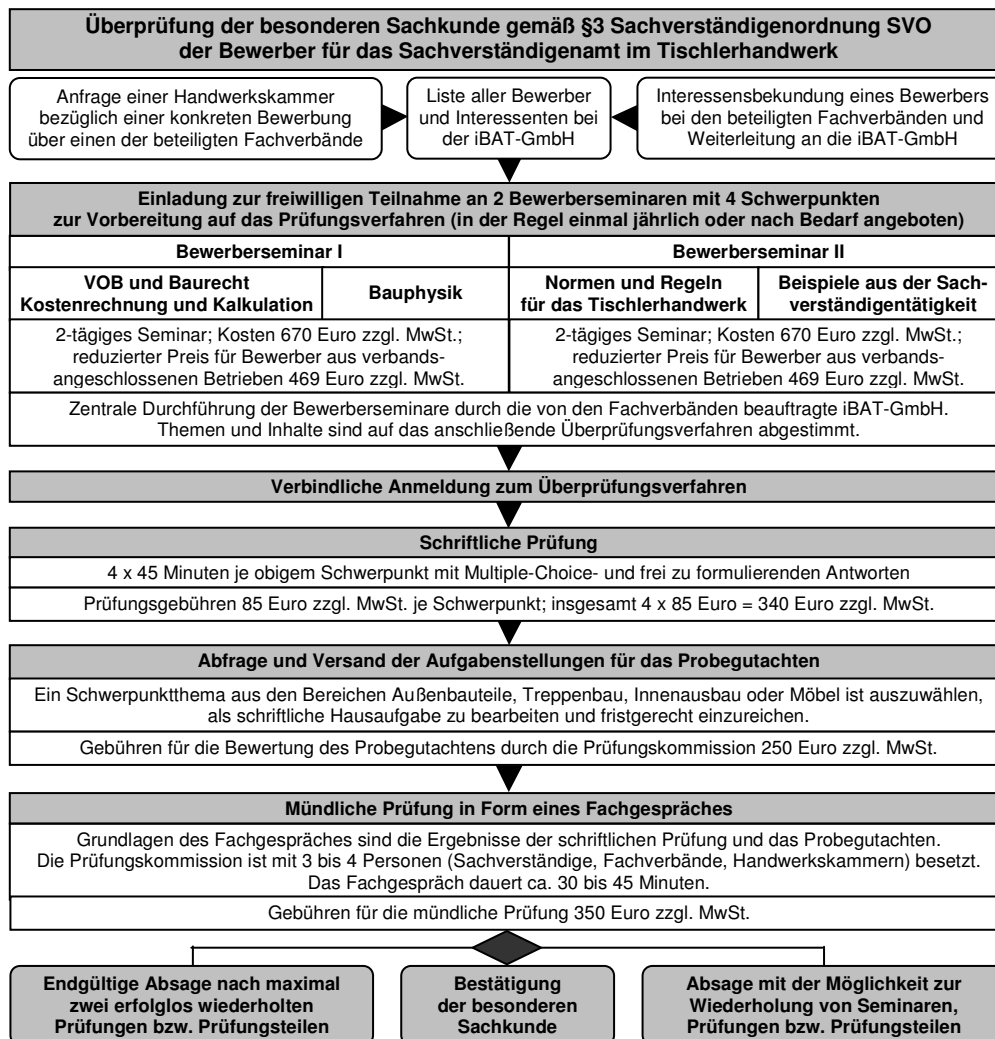 Überprüfung der besonderen Sachkunde gemäß §3 Sachverständigenordnung SVO
der Bewerber für das Sachverständigenamt im Tischlerhandwerk
Anfrage einer Handwerkskammer
bezüglich einer konkreten Bewerbung
über einen der beteiligten Fachverbände
Liste aller Bewerber
und Interessenten bei
der iBAT-GmbH
Interessensbekundung eines Bewerbers
bei den beteiligten Fachverbänden und
Weiterleitung an die iBAT-GmbH
Einladung zur freiwilligen Teilnahme an 2 Bewerberseminaren mit 4 Schwerpunkten
zur Vorbereitung auf das Prüfungsverfahren (in der Regel einmal jährlich oder nach Bedarf angeboten)
Bewerberseminar I
Bewerberseminar II
VOB und Baurecht
Kostenrechnung und Kalkulation
Bauphysik
Normen und Regeln
für das Tischlerhandwerk
Beispiele aus der Sach-
verständigentätigkeit
2-tägiges Seminar; Kosten 670 Euro zzgl. MwSt.;
reduzierter Preis für Bewerber aus verbands-
angeschlossenen Betrieben 469 Euro zzgl. MwSt.
2-tägiges Seminar; Kosten 670 Euro zzgl. MwSt.;
reduzierter Preis für Bewerber aus verbands-
angeschlossenen Betrieben 469 Euro zzgl. MwSt.
Zentrale Durchführung der Bewerberseminare durch die von den Fachverbänden beauftragte iBAT-GmbH.
Themen und Inhalte sind auf das anschließende Überprüfungsverfahren abgestimmt.
Verbindliche Anmeldung zum Überprüfungsverfahren
Schriftliche Prüfung
4 x 45 Minuten je obigem Schwerpunkt mit Multiple-Choice- und frei zu formulierenden Antworten
Prüfungsgebühren 85 Euro zzgl. MwSt. je Schwerpunkt; insgesamt 4 x 85 Euro = 340 Euro zzgl. MwSt.
Abfrage und Versand der Aufgabenstellungen für das Probegutachten
Ein Schwerpunktthema aus den Bereichen Außenbauteile, Treppenbau, Innenausbau oder Möbel ist auszuwählen,
als schriftliche Hausaufgabe zu bearbeiten und fristgerecht einzureichen.
Gebühren für die Bewertung des Probegutachtens durch die Prüfungskommission 250 Euro zzgl. MwSt.
Mündliche Prüfung in Form eines Fachgespräches
Grundlagen des Fachgespräches sind die Ergebnisse der schriftlichen Prüfung und das Probegutachten.
Die Prüfungskommission ist mit 3 bis 4 Personen (Sachverständige, Fachverbände, Handwerkskammern) besetzt.
Das Fachgespräch dauert ca. 30 bis 45 Minuten.
Gebühren für die mündliche Prüfung 350 Euro zzgl. MwSt.
Endgültige Absage nach maximal
zwei erfolglos wiederholten
Prüfungen bzw. Prüfungsteilen
Bestätigung
der besonderen
Sachkunde
Absage mit der Möglichkeit zur
Wiederholung von Seminaren,
Prüfungen bzw. Prüfungsteilen